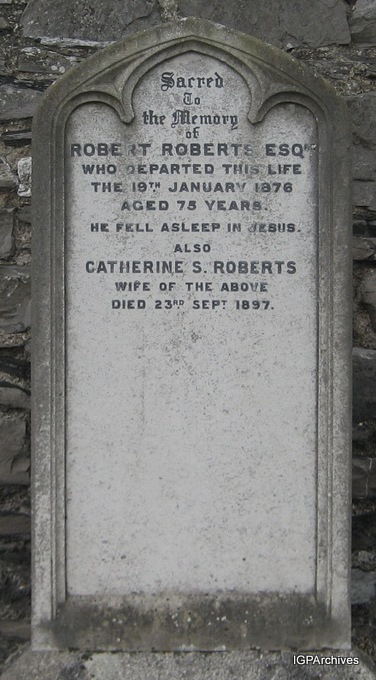 Sacred
To
the Memory
of
ROBERT ROBERTS ESQRE
WHO DEPARTED THIS LIFE
THE 19TH JANUARY 1876
AGED 75 YEARS.
HE FELL ASLEEP IN JESUS.
ALSO
CATHERINE S. ROBERTS
WIFE OF THE ABOVE
DIED 23RD SEPT 1897.
IGPArchives